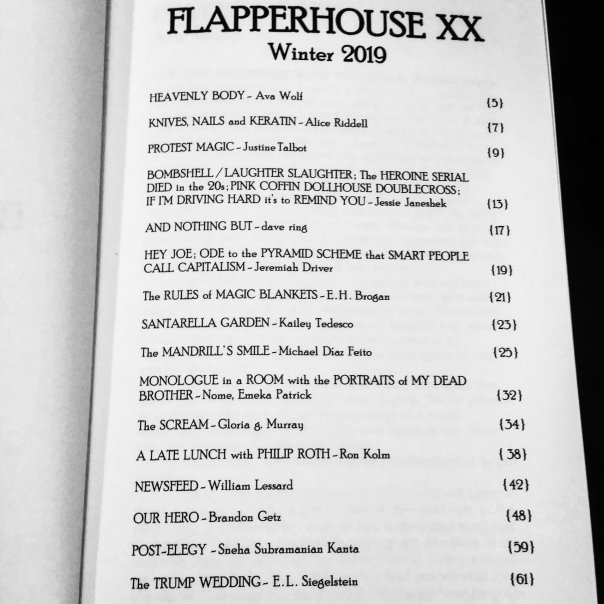 FLAPPERHOUSE XX
Winter 2019
HEAVENLY BODY ~ Ava Wolf {5}
KNIVES, NAILS and KERATIN ~ Alice Riddell {7}
PROTEST MAGIC ~ Justine Talbot {9}
BOMBSHELL / LAUGHTER SLAUGHTER; The HEROINE SERIAL
DIED in the 20s; PINK COFFIN DOLLHOUSE DOUBLECROSS;
IF I'M DRIVING HARD it's to REMIND YOU ~ Jessie Janeshek {13}
AND NOTHING BUT ~ dave ring {17}
HEY JOE; ODE to the PYRAMID SCHEME that SMART PEOPLE
CALL CAPITALISM ~ Jeremiah Driver {19}
The RULES of MAGIC BLANKETS ~ E.H. Brogan {21}
SANTARELLA GARDEN ~ Kailey Tedesco {23}
The MANDRILL'S SMILE ~ Michael Díaz Feito {25}
MONOLOGUE in a ROOM with the PORTRAITS of MY DEAD
BROTHER ~ Nome, Emeka Patrick {32}
The SCREAM ~ Gloria g. Murray {34}
A LATE LUNCH with PHILIP ROTH ~ Ron Kolm {38}
NEWSFEED ~ William Lessard {42}
OUR HERO ~ Brandon Getz {48}
POST-ELEGY ~ Sneha Subramanian Kanta {59}
The TRUMP WEDDING ~ E.L. Siegelstein {61}